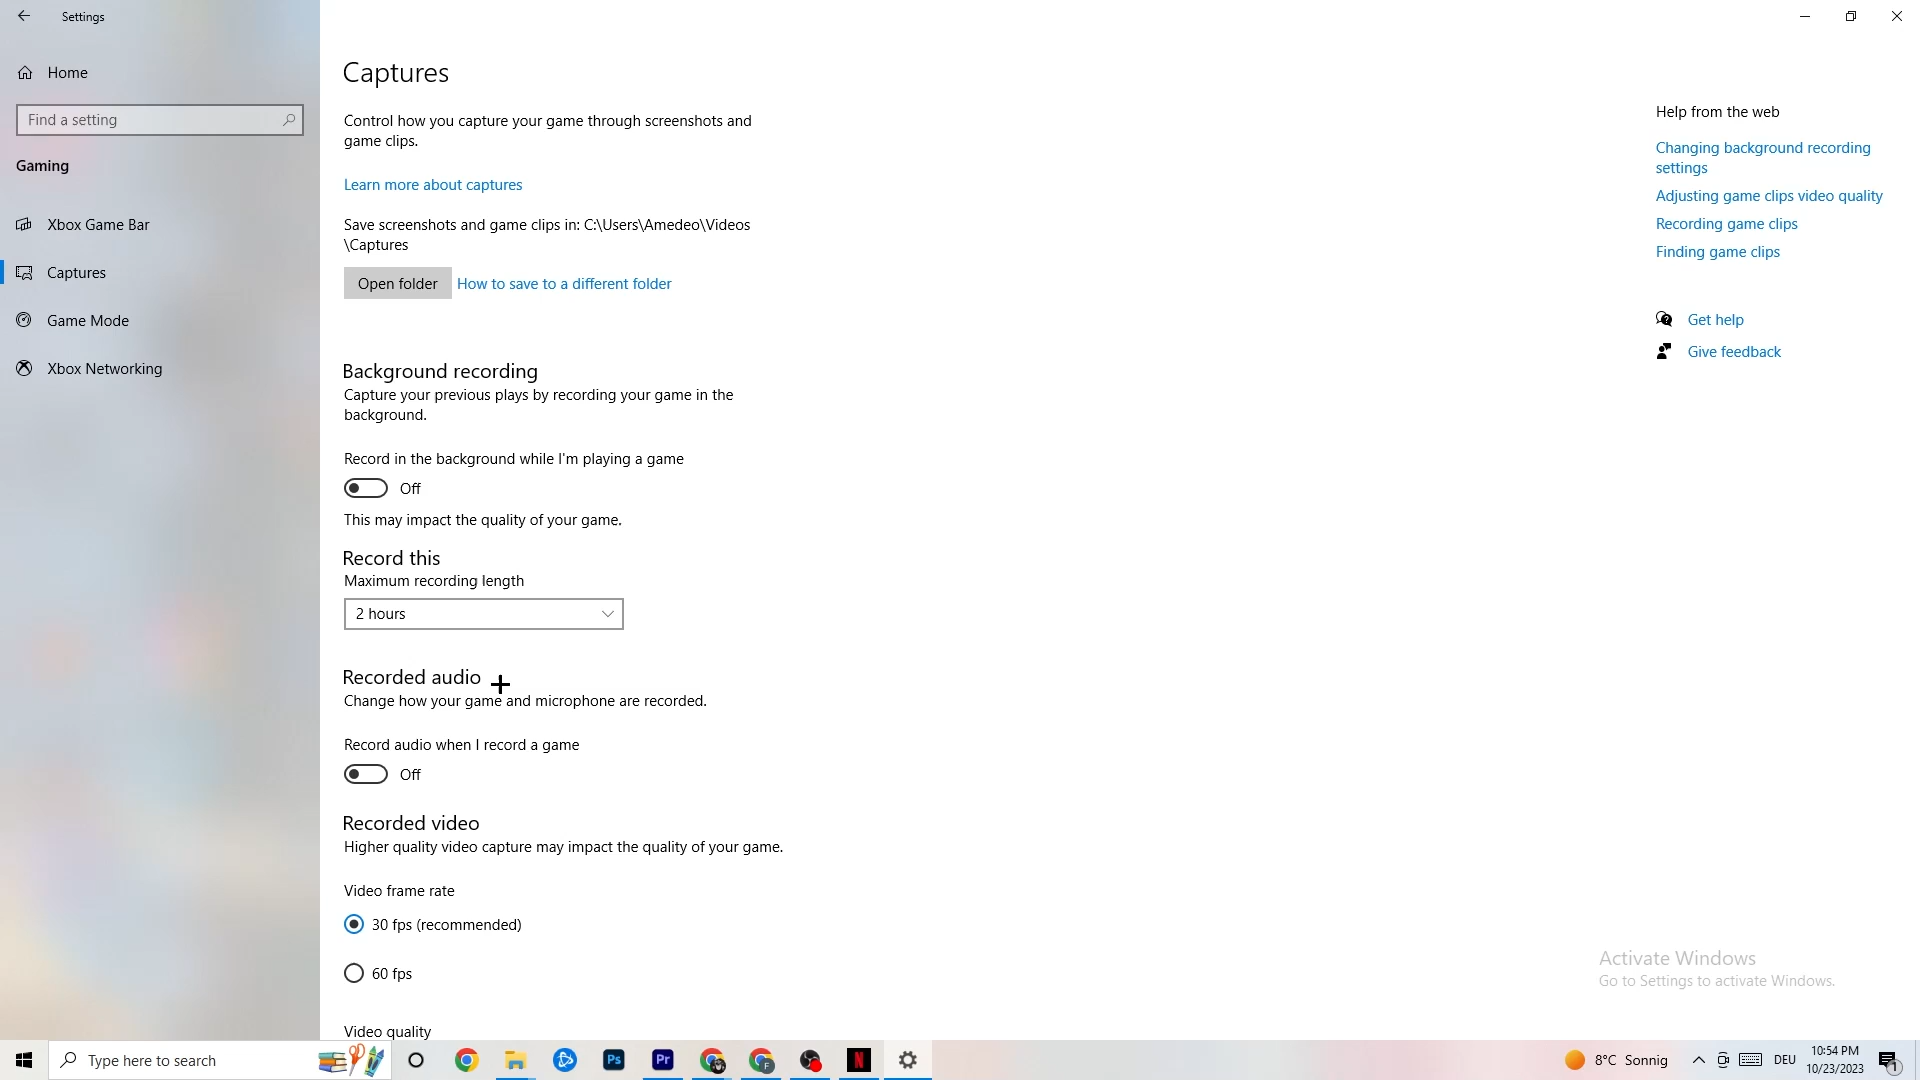 Settings
Home
Find a setting
Gaming
Xbox Game Bar
Captures
Game Mode
Xbox Networking
Captures
Control how you capture your game through screenshots and
game clips.
Learn more about captures
Save screenshots and game clips in: C:\Users\Amedeo\Videos
\Captures
Open folder
How to save to a different folder
Background recording
Capture your previous plays by recording your game in the
background.
Record in the background while I'm playing a game
Off
This may impact the quality of your game.
Record this
Maximum recording length
2 hours
Recorded audio
Change how your game and microphone are recorded.
Record audio when I record a game
Off
Recorded video
Higher quality video capture may impact the quality of your game.
Video frame rate
30 fps (recommended)
60 fps
Video quality
Help from the web
Changing background recording
settings
Adjusting game clips video quality
Recording game clips
Finding game clips
Get help
Give feedback
Activate Windows
Go to Settings to activate Windows.
Type here to search
Ps
Pr
F
N
8°C Sonnig
DEU
10:54 PM
10/23/2023
1